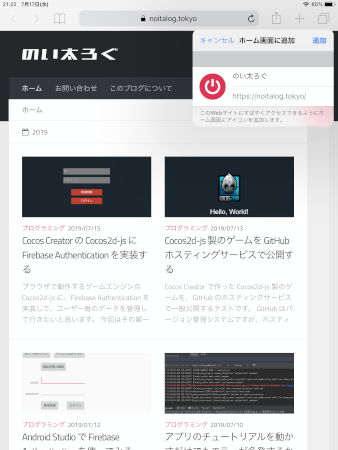 21:22 7月17日(水)
85%
noitalog.tokyo
のい太ろぐ
キャンセル ホーム画面に追加 追加
のい太ろぐ
https://noitalog.tokyo/
このWebサイトにすばやくアクセスできるようにホーム画面にアイコンを追加します。
ホーム お問い合わせ このブログについて
ホーム
2019
ログイン
Hello, World!
プログラミング 2019/07/15
Cocos Creator の Cocos2d-js に
Firebase Authentication を実装す
る
ブラウザで動作するゲームエンジンの
Cocos2d-js に、Firebase Authentication を
実装して、ユーザー毎のデータを管理し
て行きたいと思います。 今回はその第一
プログラミング 2019/07/13
Cocos2d-js 製のゲームを GitHub
ホスティングサービスで公開する
Cocos Creator で作った Cocos2d-js製のゲー
ムを、GitHub のホスティングサービス
で一般公開するテストです。 GitHub はバ
ージョン管理システムですが、ホスティ
プログラミング 2019/07/12
Android Studio で Firebase
プログラミング 2019/07/10
アプリのチュートリアルを動か